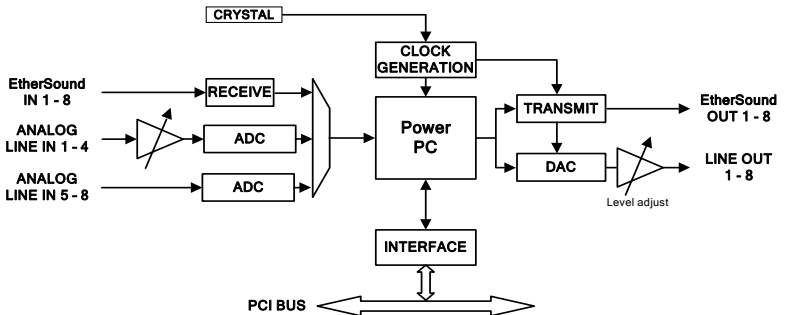 CRYSTAL
CLOCK
GENERATION
EtherSound
IN 1 - 8
RECEIVE
TRANSMIT
EtherSound
OUT 1 - 8
ANALOG
LINE IN 1 - 4
ADC
Power
PC
DAC
LINE OUT
1 - 8
ANALOG
LINE IN 5 - 8
ADC
Level adjust
INTERFACE
PCI BUS